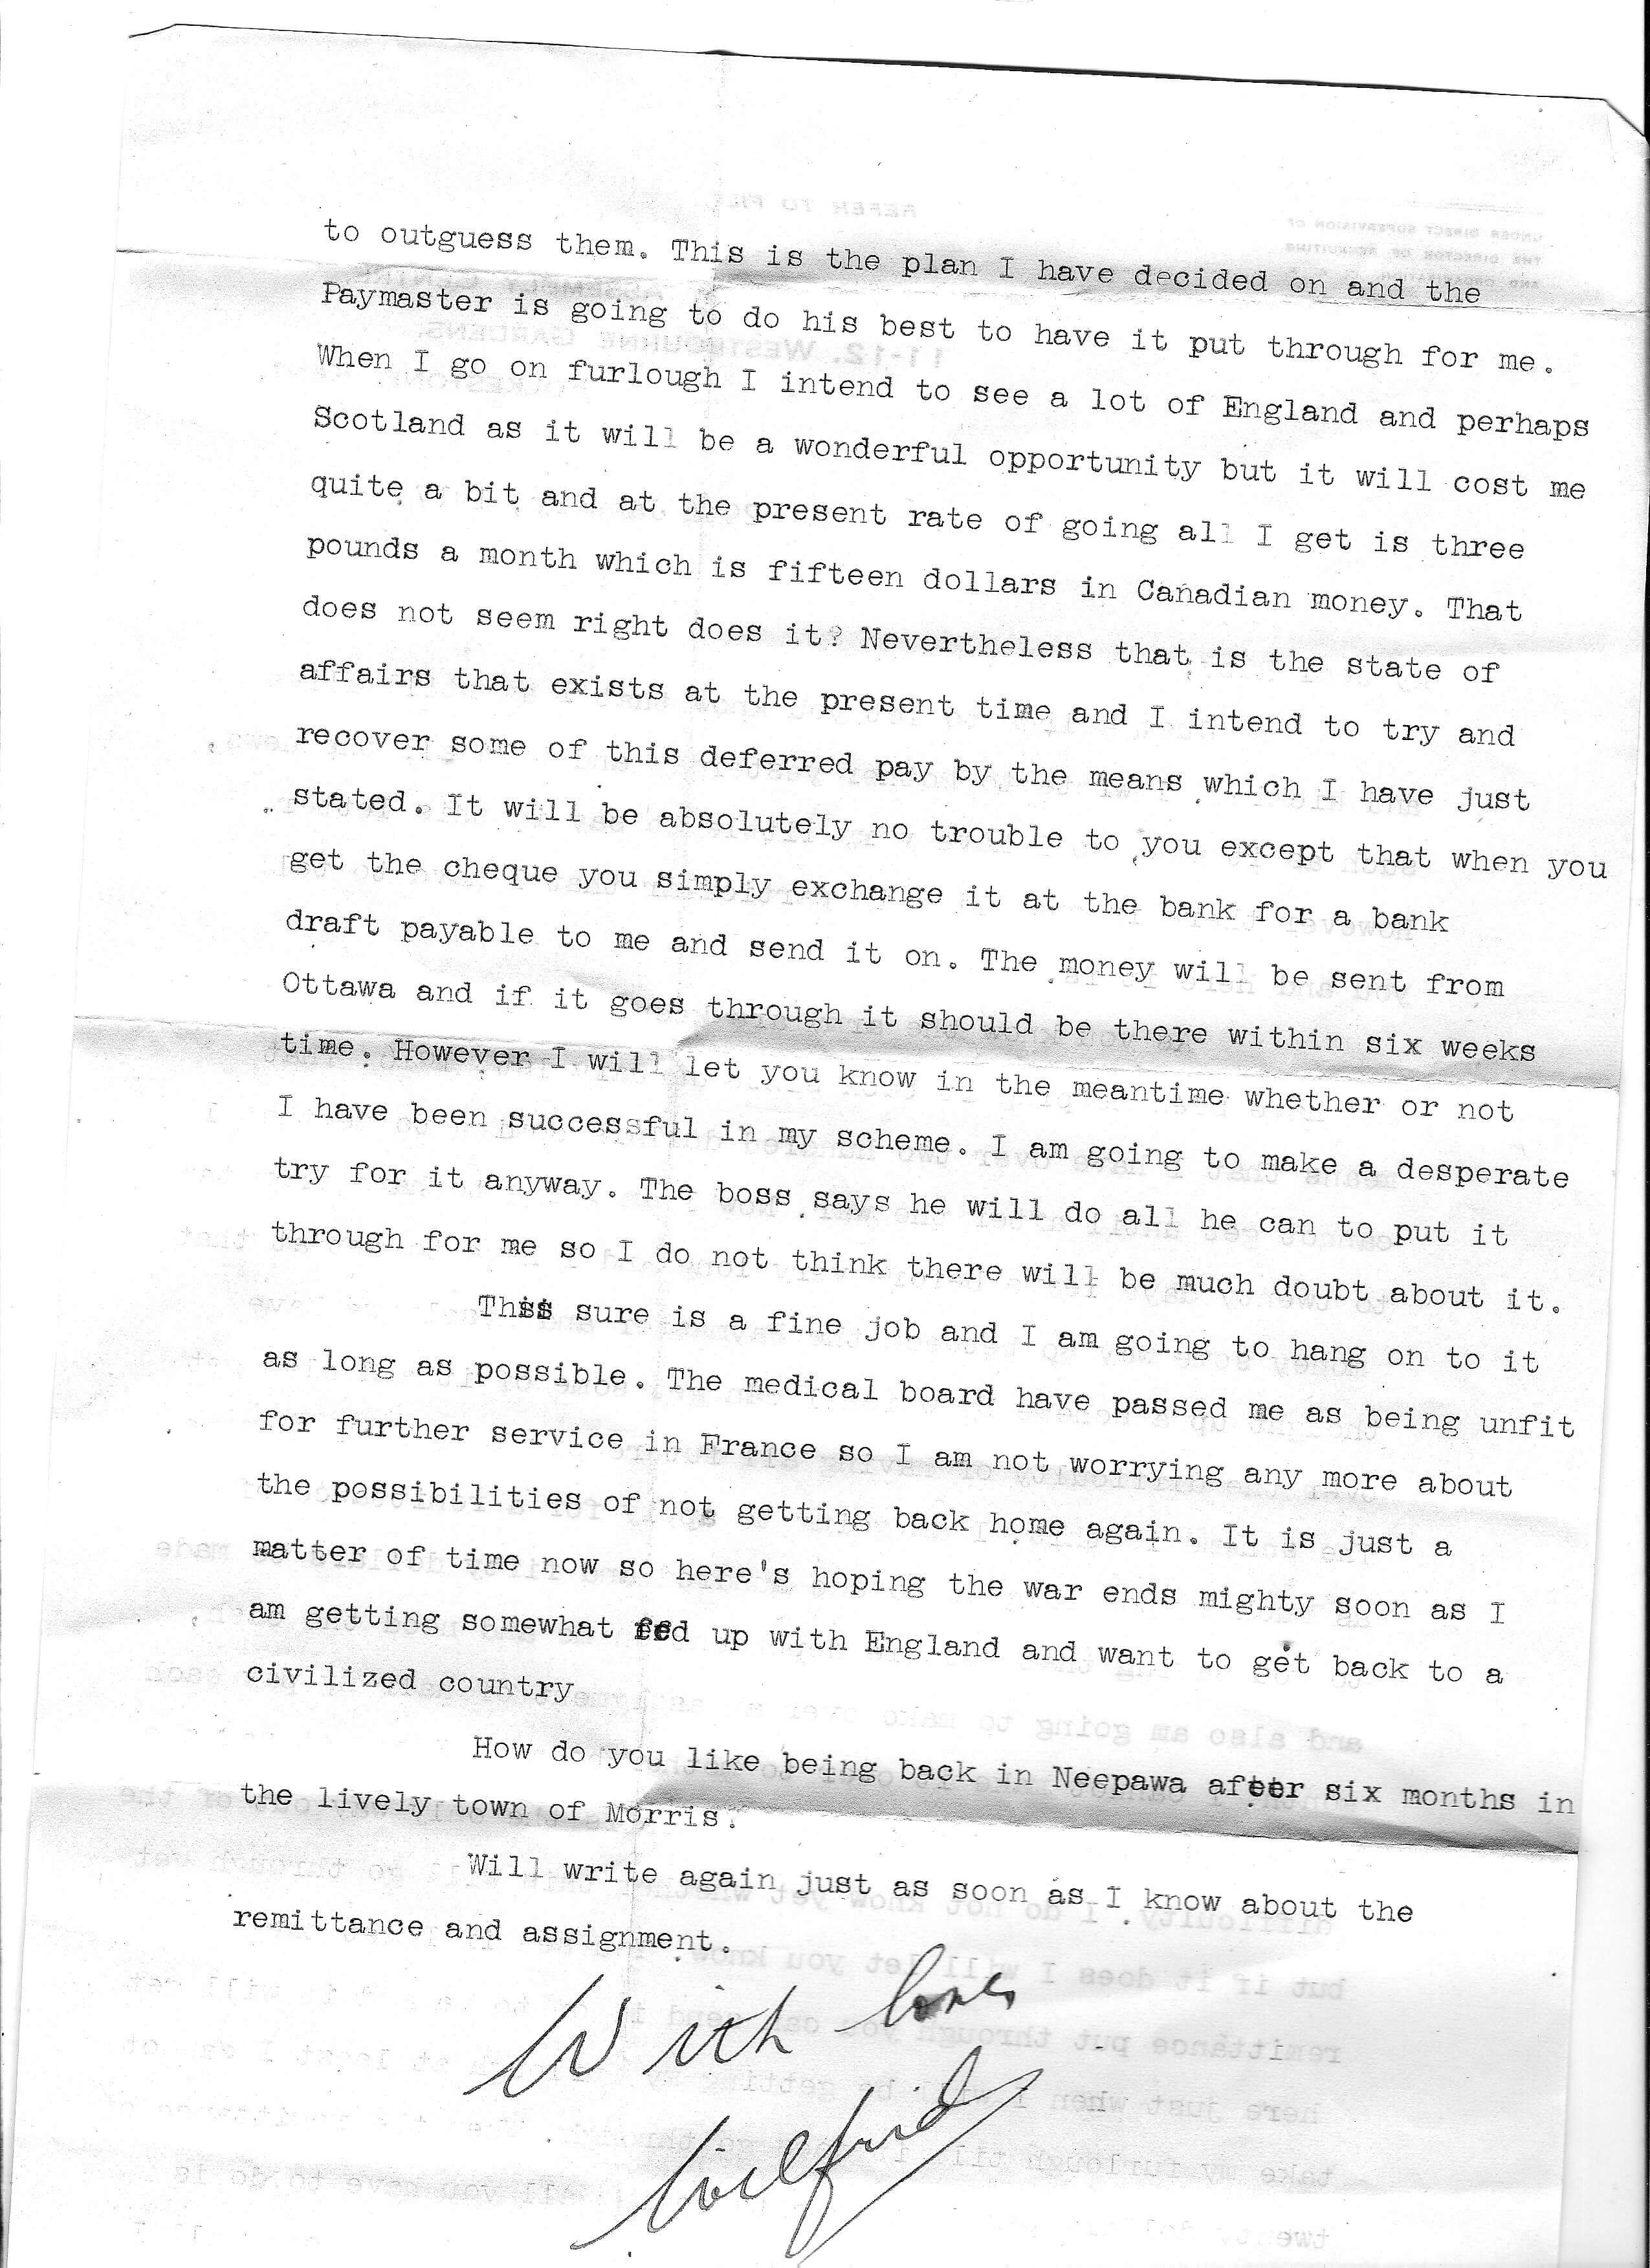 to outguess them. This is the plan I have decided on and the
Paymaster is going to do his best to have it put through for me.
When I go on furlough I intend to see a lot of England and perhaps
Scotland as it will be a wonderful opportunity but it will cost me
quite a bit and at the present rate of going all I get is three
pounds a month which is fifteen dollars in Canadian money. That
does not seem right does it? Nevertheless that is the state of
affairs that exists at the present time and I intend to try and
recover some of this deferred pay by the means which I have just
stated. It will be absolutely no trouble to you except that when you
get the cheque you simply exchange it at the bank for a bank
draft payable to me and send it on. The money will be sent from
Ottawa and if it goes through it should be there within six weeks
time. However I will let you know in the meantime whether or not
I have been successful in my scheme. I am going to make a desperate
try for it anyway. The boss says he will do all he can to put it
through for me so I do not think there will be much doubt about it.
This sure is a fine job and I am going to hang on to it
as long as possible. The medical board have passed me as being unfit
for further service in France so I am not worrying any more about
the possibilities of not getting back home again. It is just a
matter of time now so here's hoping the war ends mighty soon as I
am getting somewhat fed up with England and want to get back to a
civilized country
How do you like being back in Neepawa after six months in
the lively town of Morris.
Will write again just as soon as I know about the
remittance and assignment.
With love
Wilfrid